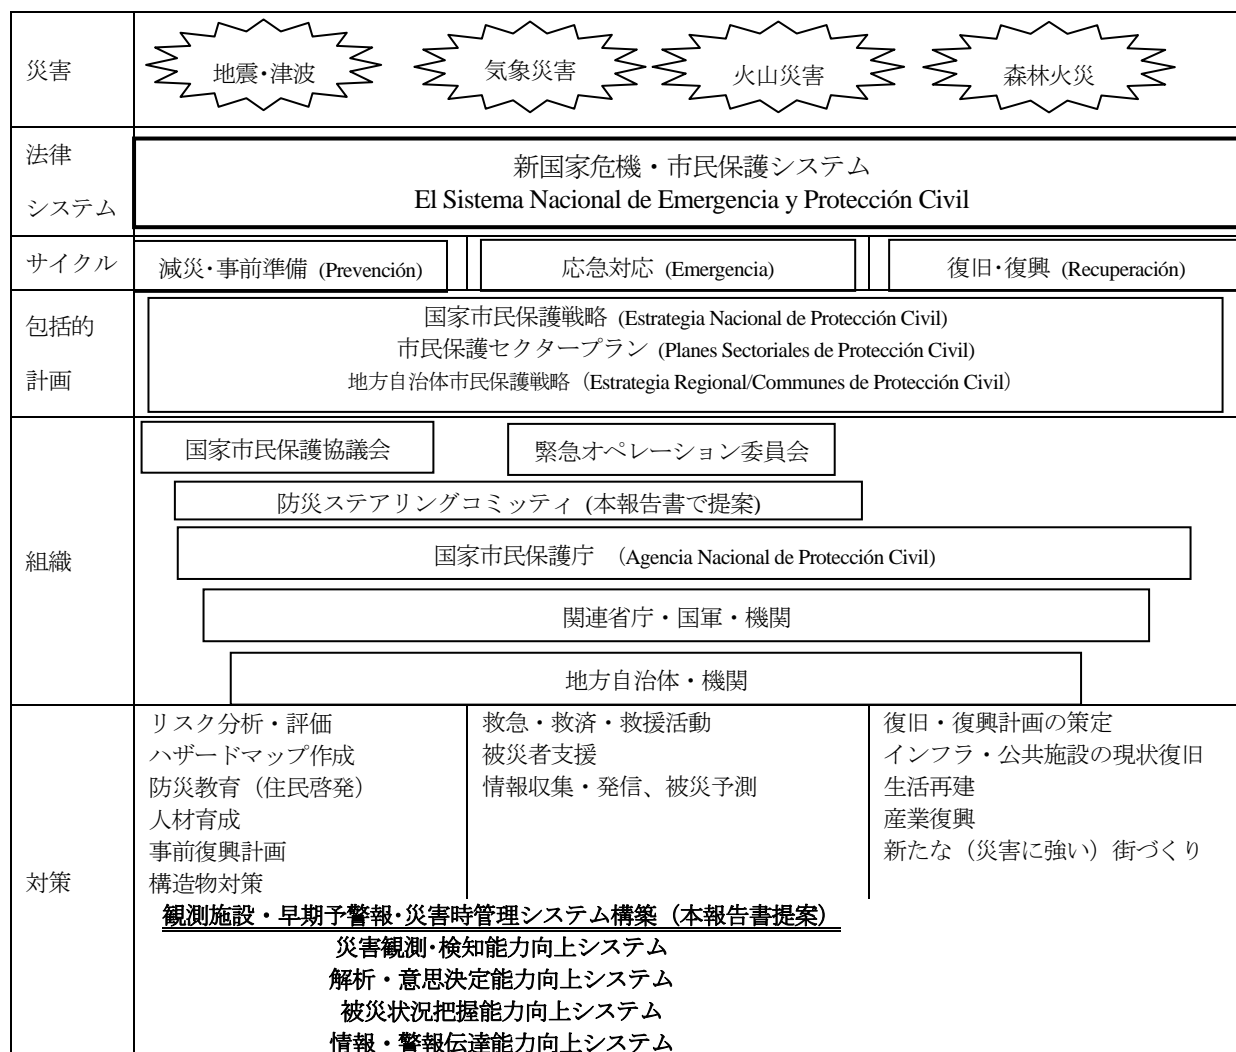 災害
地震・津波
気象災害
火山災害
森林火災
法律
システム
新国家危機・市民保護システム
El Sistema Nacional de Emergencia y Protección Civil
サイクル
減災・事前準備 (Prevención)
応急対応 (Emergencia)
復旧・復興 (Recuperación)
包括的
計画
国家市民保護戦略 (Estrategia Nacional de Protección Civil)
市民保護セクタープラン (Planes Sectoriales de Protección Civil)
地方自治体市民保護戦略（Estrategia Regional/Communes de Protección Civil）
組織
国家市民保護協議会
緊急オペレーション委員会
防災ステアリングコミッティ (本報告書で提案)
国家市民保護庁 （Agencia Nacional de Protección Civil)
関連省庁・国軍・機関
地方自治体・機関
対策
リスク分析・評価
ハザードマップ作成
防災教育（住民啓発）
人材育成
事前復興計画
構造物対策
救急・救済・救援活動
被災者支援
情報収集・発信、被災予測
復旧・復興計画の策定
インフラ・公共施設の現状復旧
生活再建
産業復興
新たな（災害に強い）街づくり
観測施設・早期予警報・災害時管理システム構築（本報告書提案）
災害観測・検知能力向上システム
解析・意思決定能力向上システム
被災状況把握能力向上システム
情報・警報伝達能力向上システム